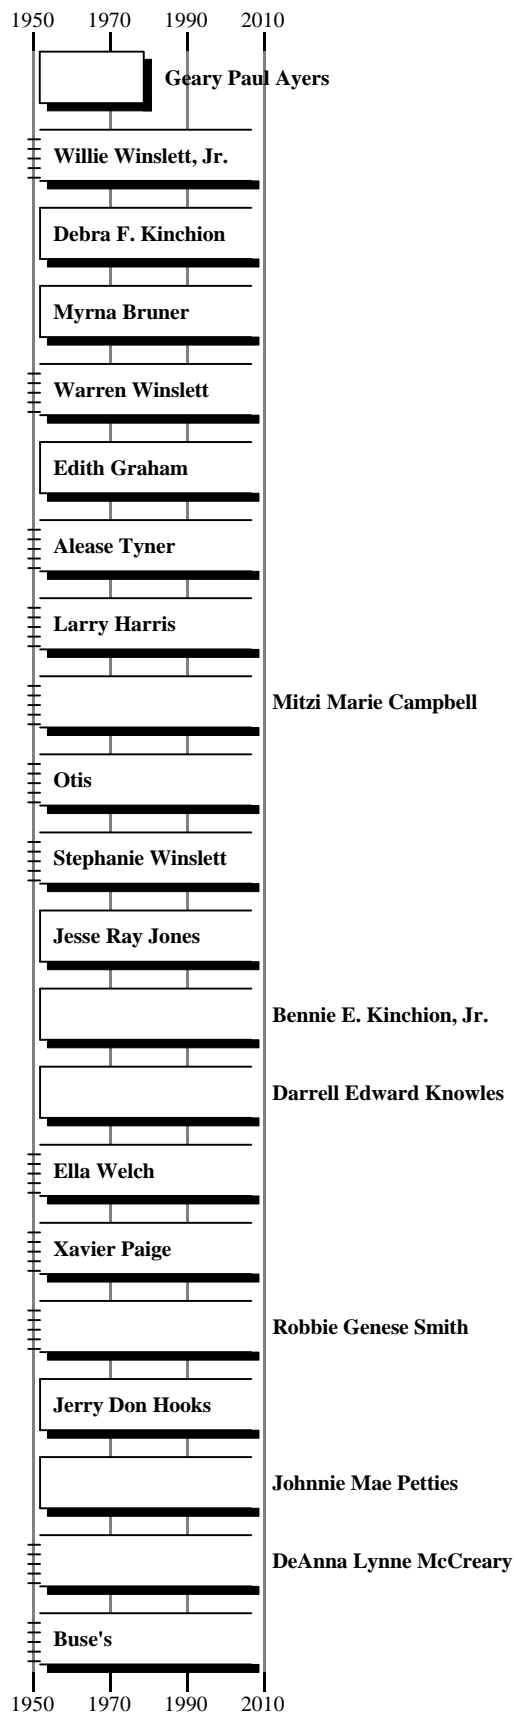 1950 1970 1990 2010
Geary Paul Ayers
Willie Winslett, Jr.
Debra F. Kinchion
Myrna Bruner
Warren Winslett
Edith Graham
Alease Tyner
Larry Harris
Mitzi Marie Campbell
Otis
Stephanie Winslett
Jesse Ray Jones
Bennie E. Kinchion, Jr.
Darrell Edward Knowles
Ella Welch
Xavier Paige
Robbie Genese Smith
Jerry Don Hooks
Johnnie Mae Petties
DeAnna Lynne McCreary
Buse's
1950 1970 1990 2010